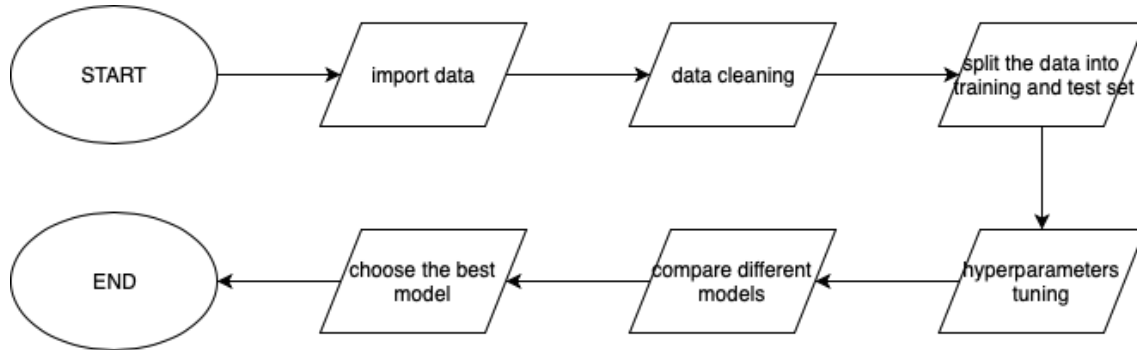 START
import data
data cleaning
split the data into
training and test set
hyperparameters
tuning
compare different
models
choose the best
model
END